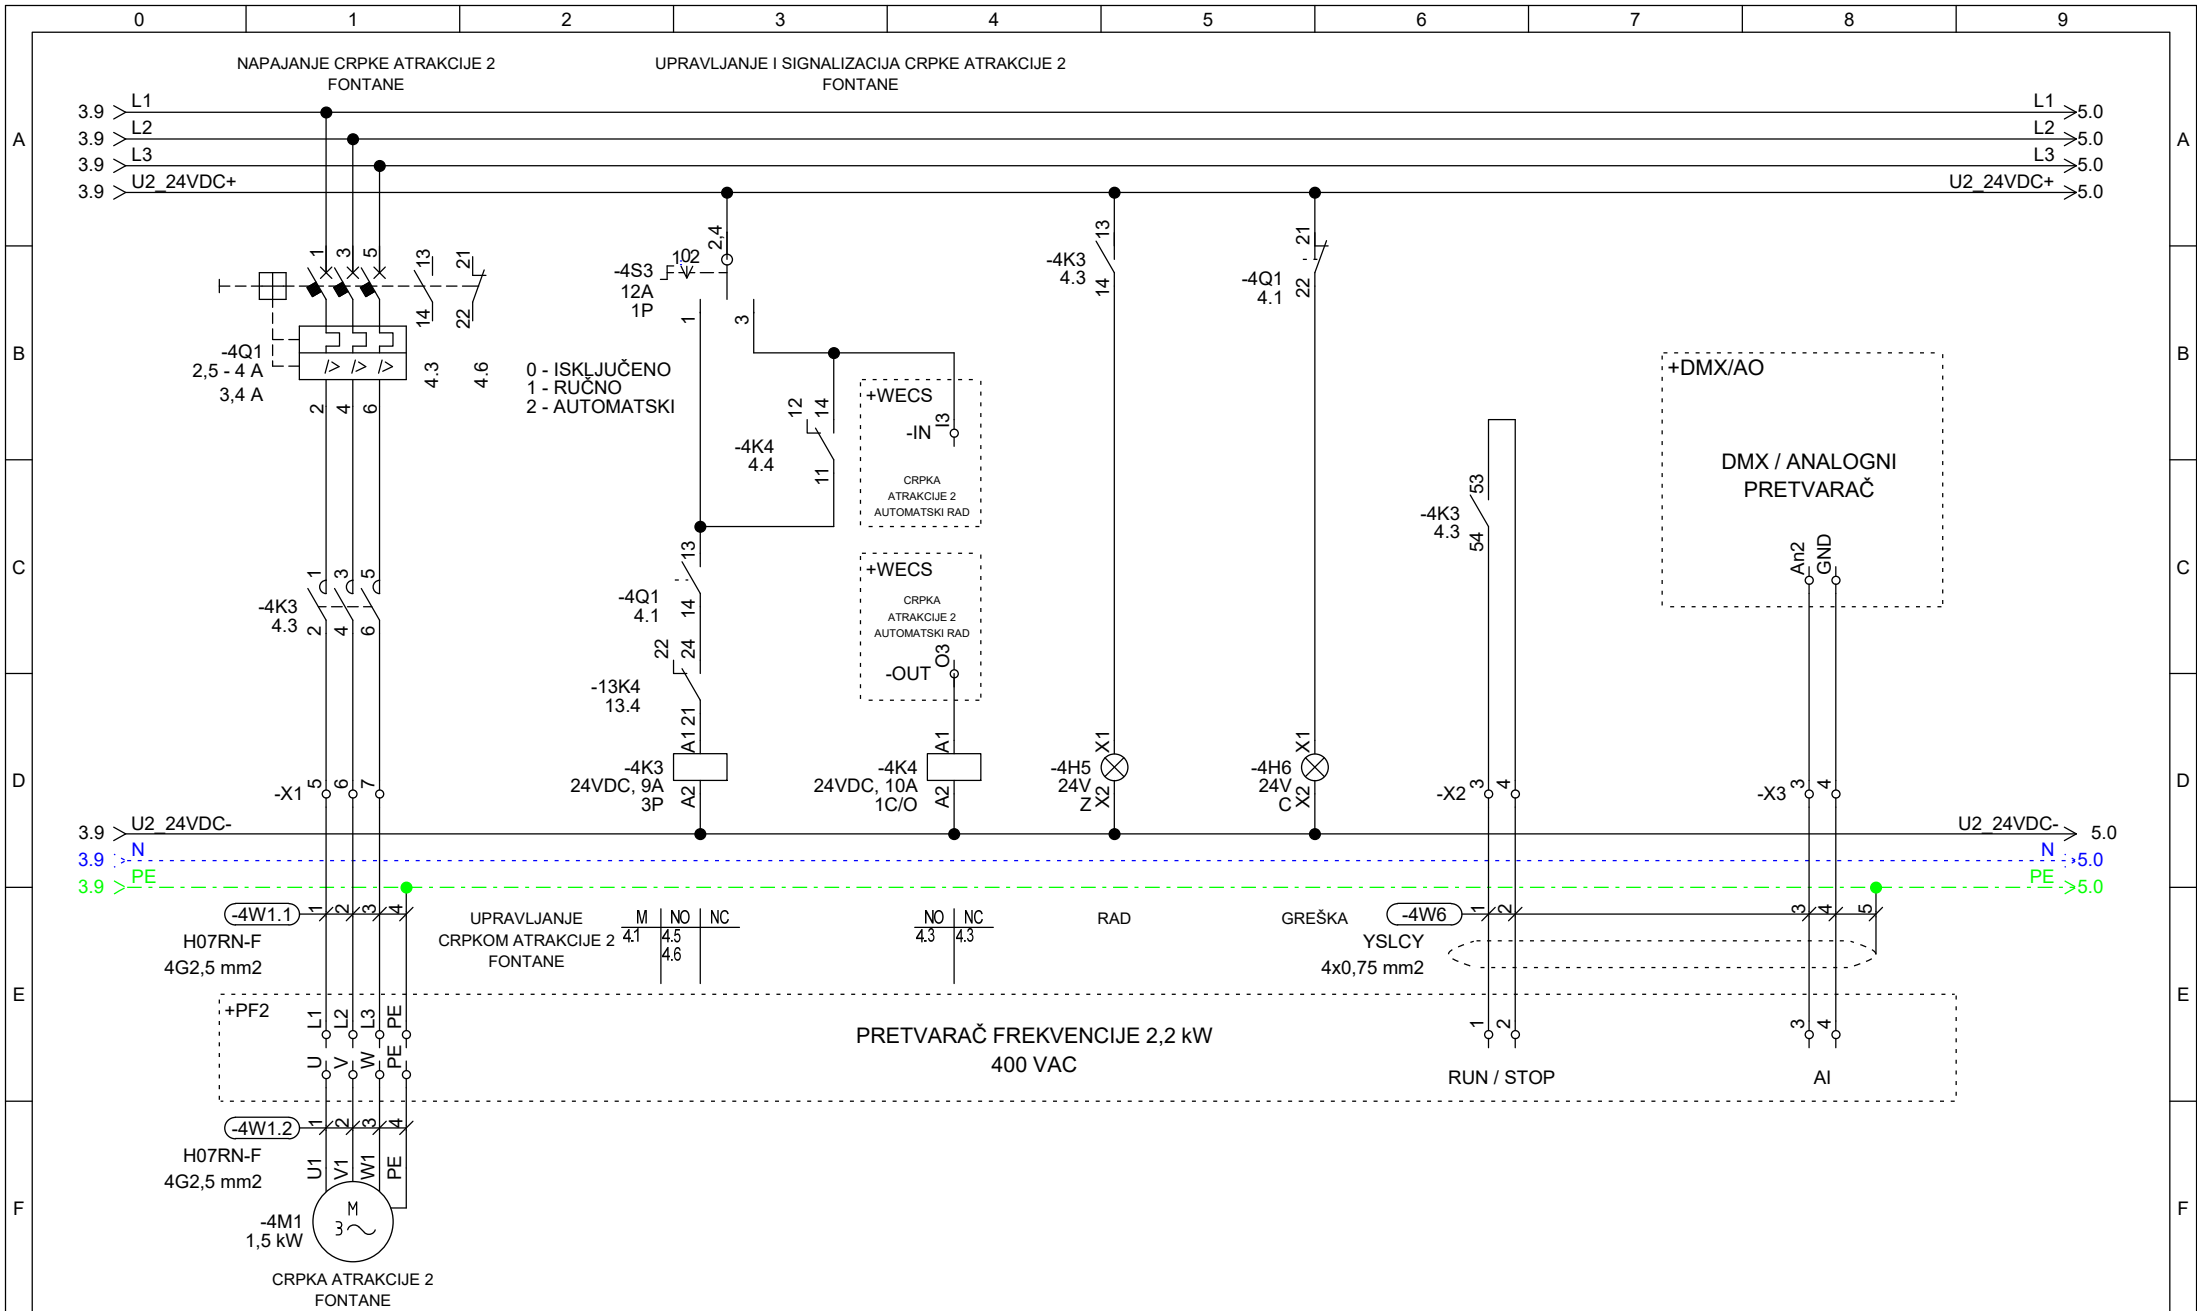 0 1 2 3 4 5 6 7 8 9
NAPAJANJE CRPKE ATRAKCIJE 2
FONTANE
UPRAVLJANJE I SIGNALIZACIJA CRPKE ATRAKCIJE 2
FONTANE
3.9 L1 L1 5.0
A 3.9 L2 L2 5.0 A
3.9 L3 L3 5.0
3.9 U2_24VDC+ U2_24VDC+ 5.0
1 3 5 13 21
14 22
-4Q1
2,5 - 4 A
3,4 A
2 4 6
4.3 4.6
B B
0 - ISKLJUČENO
1 - RUČNO
2 - AUTOMATSKI
2,4
102
-4S3
12A
1P
1 3
12 14
-4K4
4.4
11
+WECS
-IN I3
CRPKA
ATRAKCIJE 2
AUTOMATSKI RAD
13
-4K3
4.3
14
21
-4Q1
4.1
22
+DMX/AO
DMX / ANALOGNI
PRETVARAČ
An2 GND
C C
1 3 5
-4K3
4.3
2 4 6
13
-4Q1
4.1
14
22 24
-13K4
13.4
21
+WECS
CRPKA
ATRAKCIJE 2
AUTOMATSKI RAD
-OUT O3
53
-4K3
4.3
54
D D
-X1 5 6 7
A1
-4K3
24VDC, 9A
3P
A2
A1
-4K4
24VDC, 10A
1C/O
A2
X1
-4H5
24V
Z
X2
X1
-4H6
24V
C
X2
-X2 3 4
-X3 3 4
3.9 U2_24VDC- U2_24VDC- 5.0
3.9 N N 5.0
3.9 PE PE 5.0
-4W1.1 1 2 3 4
H07RN-F
4G2,5 mm2
UPRAVLJANJE
CRPKOM ATRAKCIJE 2
FONTANE
M NO NC
4.1 4.5
4.6
NO NC
4.3 4.3
RAD
GREŠKA
-4W6 1 2 3 4 5
YSLCY
4x0,75 mm2
E E
+PF2
L1 L2 L3 PE
U V W PE
PRETVARAČ FREKVENCIJE 2,2 kW
400 VAC
1 2
RUN / STOP
3 4
AI
-4W1.2 1 2 3 4
H07RN-F
4G2,5 mm2
U1 V1 W1 PE
F F
M
3
-4M1
1,5 kW
CRPKA ATRAKCIJE 2
FONTANE